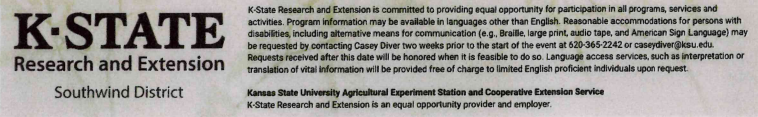 K-STATE
Research and Extension
Southwind District
K-State Research and Extension is committed to providing equal opportunity for participation in all programs, services and
activities. Program information may be available in languages other than English. Reasonable accommodations for persons with
disabilities, including alternative means for communication (e.g., Braille, large print, audio tape, and American Sign Language) may
be requested by contacting Casey Diver two weeks prior to the start of the event at 620-365-2242 or caseydiver@ksu.edu.
Requests received after this date will be honored when it is feasible to do so. Language access services, such as interpretation or
translation of vital information will be provided free of charge to limited English proficient individuals upon request.
Kansas State University Agricultural Experiment Station and Cooperative Extension Service
K-State Research and Extension is an equal opportunity provider and employer.